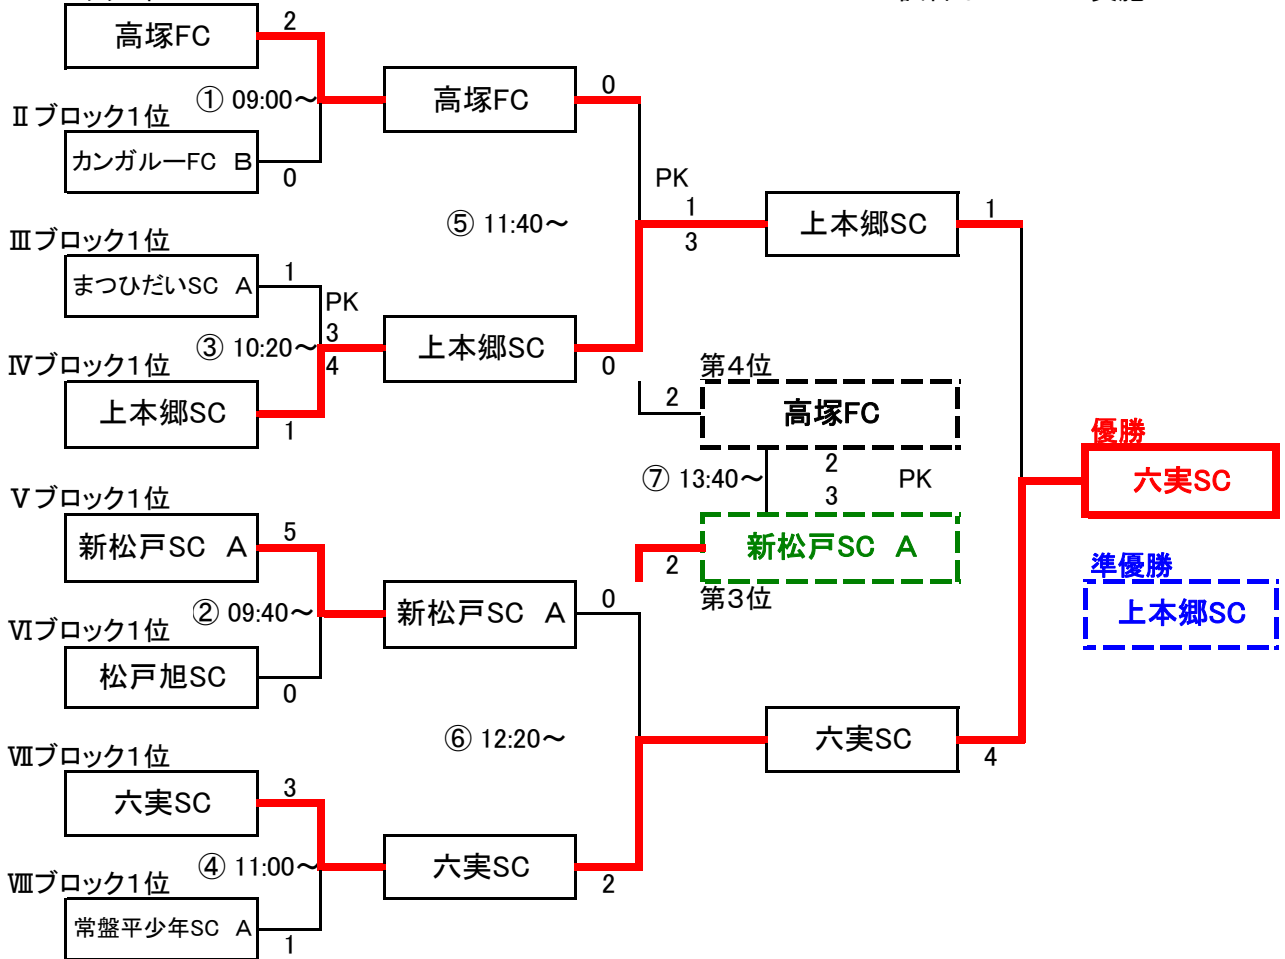 高塚FC
2
① 09:00～
Ⅱブロック1位
カンガルーFC B
0
高塚FC
0
Ⅲブロック1位
まつひだいSC A
1
PK
3
③ 10:20～
4
Ⅳブロック1位
上本郷SC
1
上本郷SC
0
⑤ 11:40～
PK
1
3
上本郷SC
1
第4位
2
高塚FC
⑦ 13:40～
2
3
PK
新松戸SC A
2
第3位
Ⅴブロック1位
新松戸SC A
5
② 09:40～
Ⅵブロック1位
松戸旭SC
0
新松戸SC A
0
⑥ 12:20～
Ⅶブロック1位
六実SC
3
④ 11:00～
Ⅷブロック1位
常盤平少年SC A
1
六実SC
2
六実SC
4
優勝
六実SC
準優勝
上本郷SC